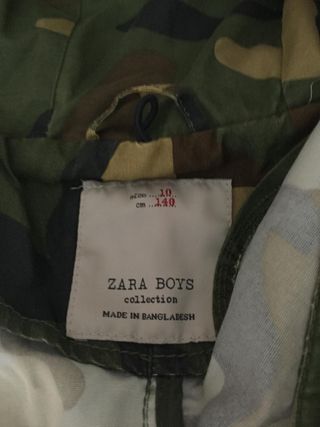 size ...10
cm ...140
ZARA BOYS
collection
MADE IN BANGLADESH